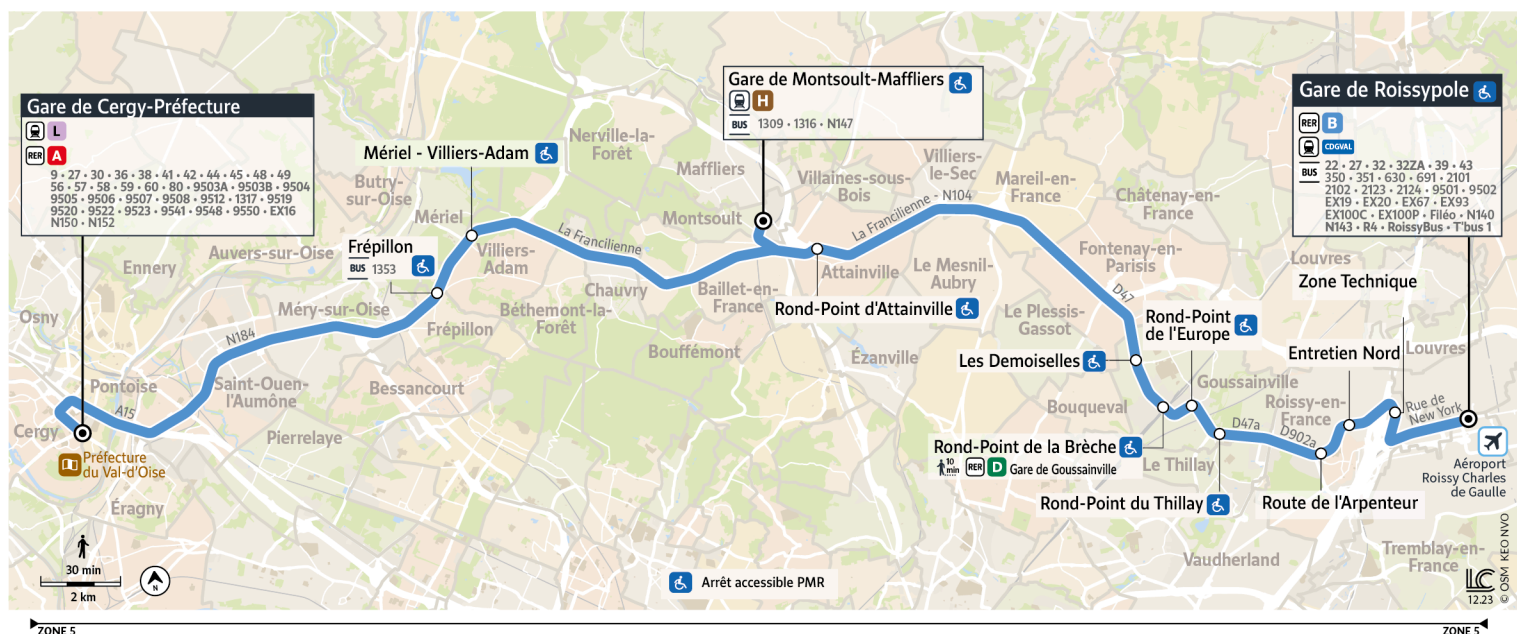 Gare de Cergy-Préfecture
L
RER A
9 • 27 • 30 • 36 • 38 • 41 • 42 • 44 • 45 • 48 • 49
56 • 57 • 58 • 59 • 60 • 80 • 9503A • 9503B • 9504
9505 • 9506 • 9507 • 9508 • 9512 • 1317 • 9519
9520 • 9522 • 9523 • 9541 • 9548 • 9550 • EX16
N150 • N152
Gare de Montsoult-Maffliers
H
BUS 1309 • 1316 • N147
Gare de Roissypole
RER B
CDGVAL
BUS 22 • 27 • 32 • 32ZA • 39 • 43
350 • 351 • 630 • 691 • 2101
2102 • 2123 • 2124 • 9501 • 9502
EX19 • EX20 • EX67 • EX93
EX100C • EX100P • Filéo • N140
N143 • R4 • RoissyBus • T'bus 1
Mériel - Villiers-Adam
Nerville-la-
Forêt
Maffliers
Villaines-sous-
Bois
Villiers-
le-Sec
Mareil-en-
France
Châtenay-en-
France
Butry-
sur-Oise
Mériel
Montsoult
La Francilienne
La Francilienne - N104
Auvers-sur-Oise
Frépillon
BUS 1353
Villiers-
Adam
Ennery
Chauvry
Baillet-en-
France
Attainville
Le Mesnil-
Aubry
Fontenay-en-
Parisis
Louvres
Zone Technique
Osny
Méry-sur-Oise
N184
Frépillon
Béthemont-la-
Forêt
Rond-Point d'Attainville
Le Plessis-
Gassot
D47
Rond-Point
de l'Europe
Bouffémont
Ézanville
Les Demoiselles
Entretien Nord
Louvres
Pontoise
A15
Saint-Ouen-
l'Aumône
Bessancourt
Bouqueval
Goussainville
Roissy-en-
France
Rue de
New York
Cergy
Pierrelaye
D47a
D902a
Préfecture
du Val-d'Oise
Rond-Point de la Brèche
10
min
RER D Gare de Goussainville
Le Thillay
Aéroport
Roissy Charles
de Gaulle
Éragny
Rond-Point du Thillay
Route de l'Arpenteur
Vaudherland
Tremblay-en-
France
30 min
2 km
N
Arrêt accessible PMR
LC
12.23
© OSM KEO NVO
ZONE 5
ZONE 5